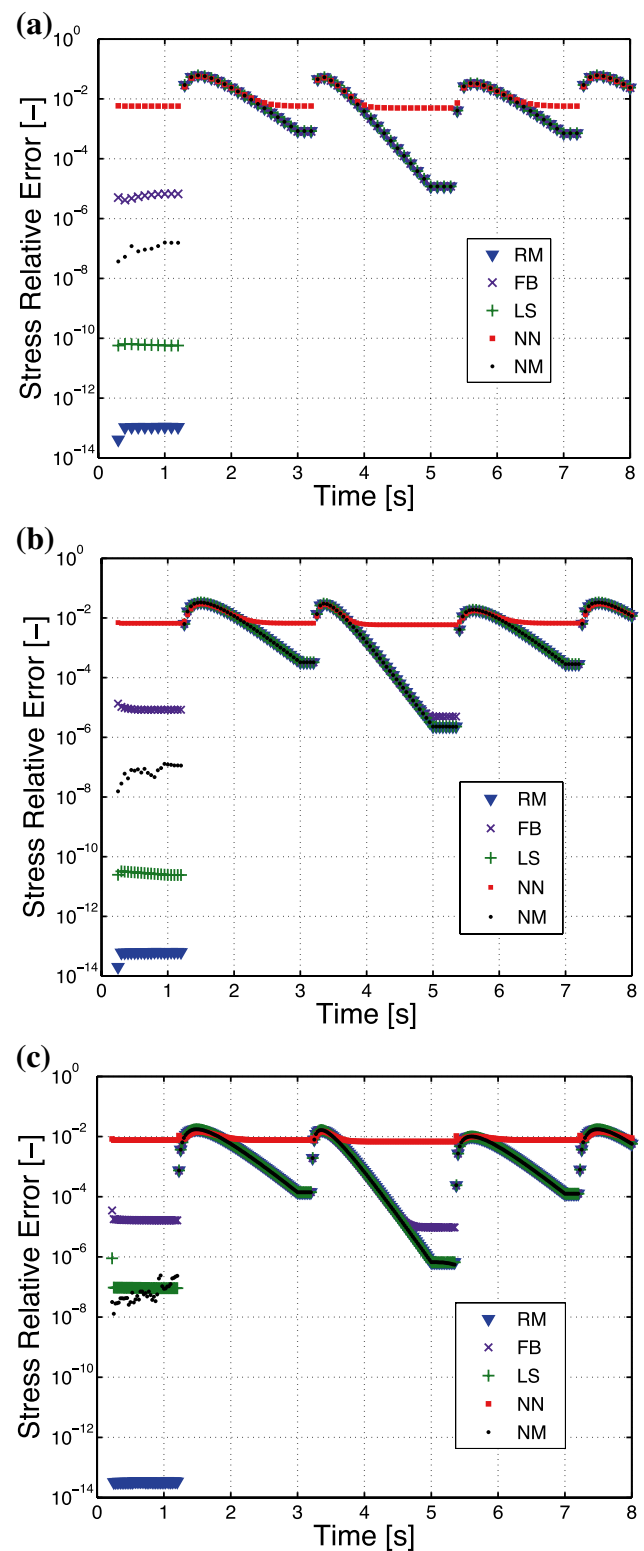 (a)
10^0
10^-2
10^-4
10^-6
10^-8
10^-10
10^-12
10^-14
Stress Relative Error [–]
RM
FB
LS
NN
NM
0 1 2 3 4 5 6 7 8
Time [s]
(b)
10^0
10^-2
10^-4
10^-6
10^-8
10^-10
10^-12
10^-14
Stress Relative Error [–]
RM
FB
LS
NN
NM
0 1 2 3 4 5 6 7 8
Time [s]
(c)
10^0
10^-2
10^-4
10^-6
10^-8
10^-10
10^-12
10^-14
Stress Relative Error [–]
RM
FB
LS
NN
NM
0 1 2 3 4 5 6 7 8
Time [s]